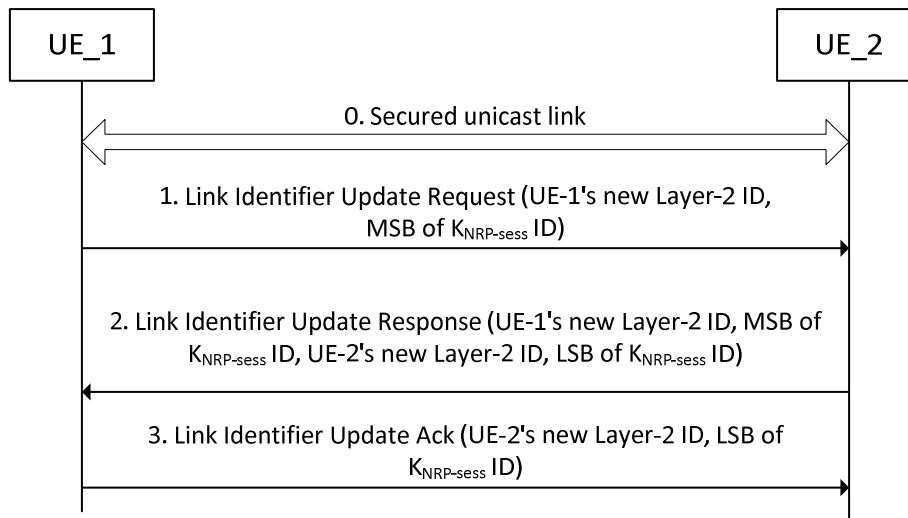 UE_1
UE_2
0. Secured unicast link
1. Link Identifier Update Request (UE-1's new Layer-2 ID,
MSB of KNRP-sess ID)
2. Link Identifier Update Response (UE-1's new Layer-2 ID, MSB of
KNRP-sess ID, UE-2's new Layer-2 ID, LSB of KNRP-sess ID)
3. Link Identifier Update Ack (UE-2's new Layer-2 ID, LSB of
KNRP-sess ID)